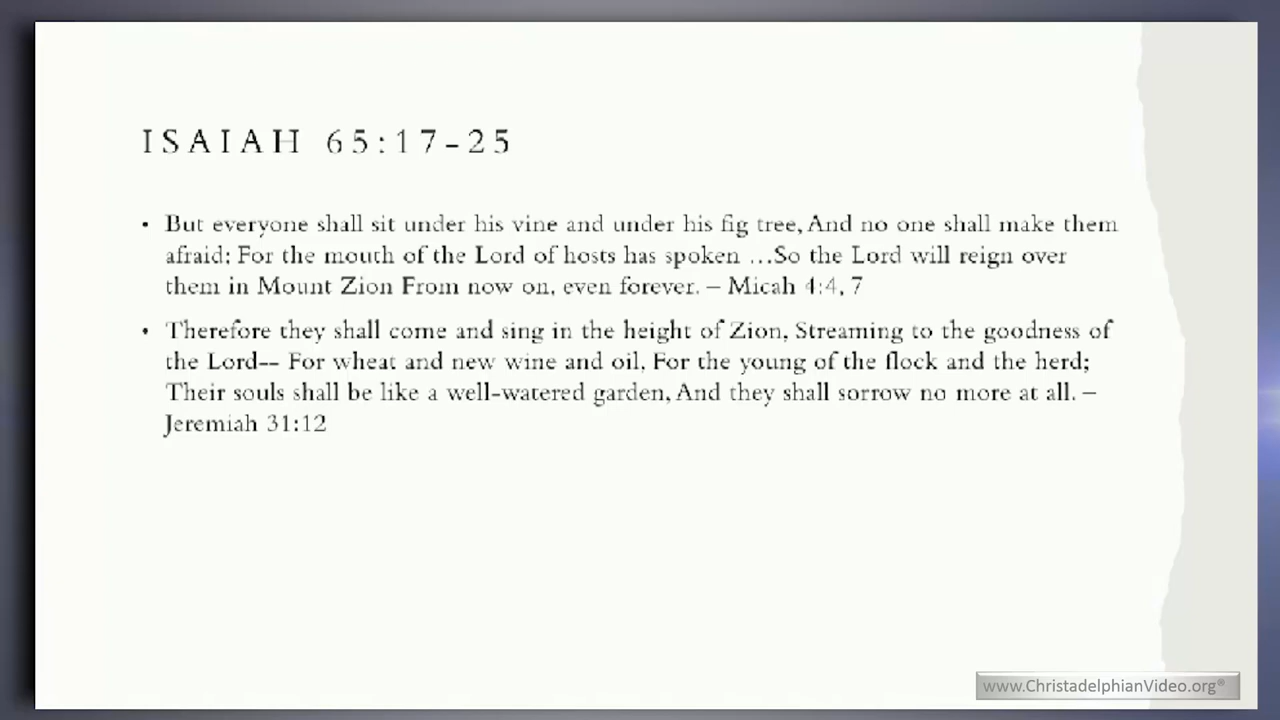 ISAIAH 65:17-25
• But everyone shall sit under his vine and under his fig tree, And no one shall make them
afraid; For the mouth of the Lord of hosts has spoken …So the Lord will reign over
them in Mount Zion From now on, even forever. – Micah 4:4, 7
• Therefore they shall come and sing in the height of Zion, Streaming to the goodness of
the Lord-- For wheat and new wine and oil, For the young of the flock and the herd;
Their souls shall be like a well-watered garden, And they shall sorrow no more at all. –
Jeremiah 31:12
www.ChristadelphianVideo.org®